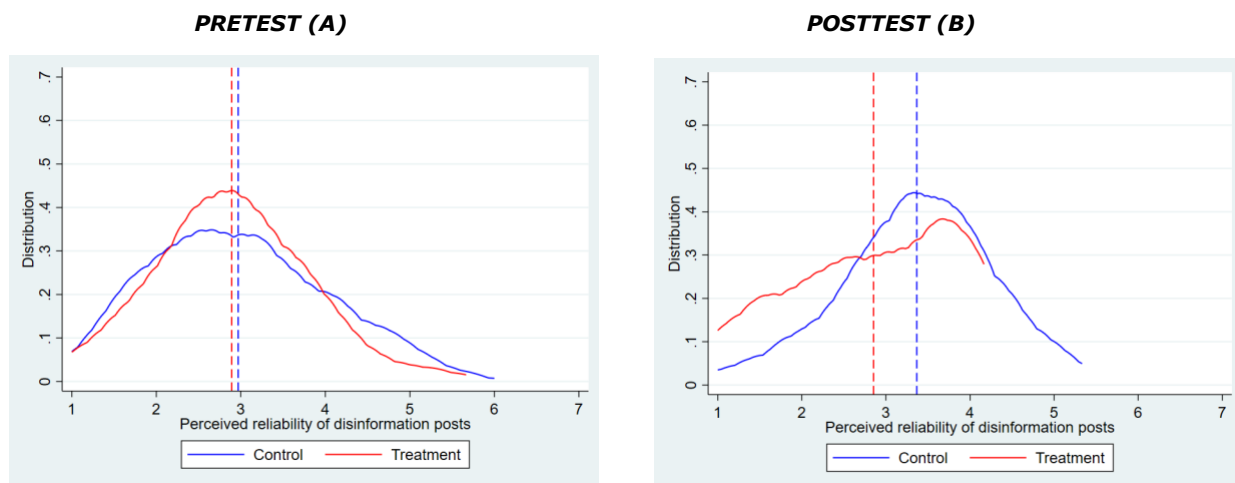 PRETEST (A)
POSTTEST (B)
Distribution
.7
.6
.5
.4
.3
.2
.1
0
1 2 3 4 5 6 7
Perceived reliability of disinformation posts
Control Treatment
Distribution
.7
.6
.5
.4
.3
.2
.1
0
1 2 3 4 5 6 7
Perceived reliability of disinformation posts
Control Treatment